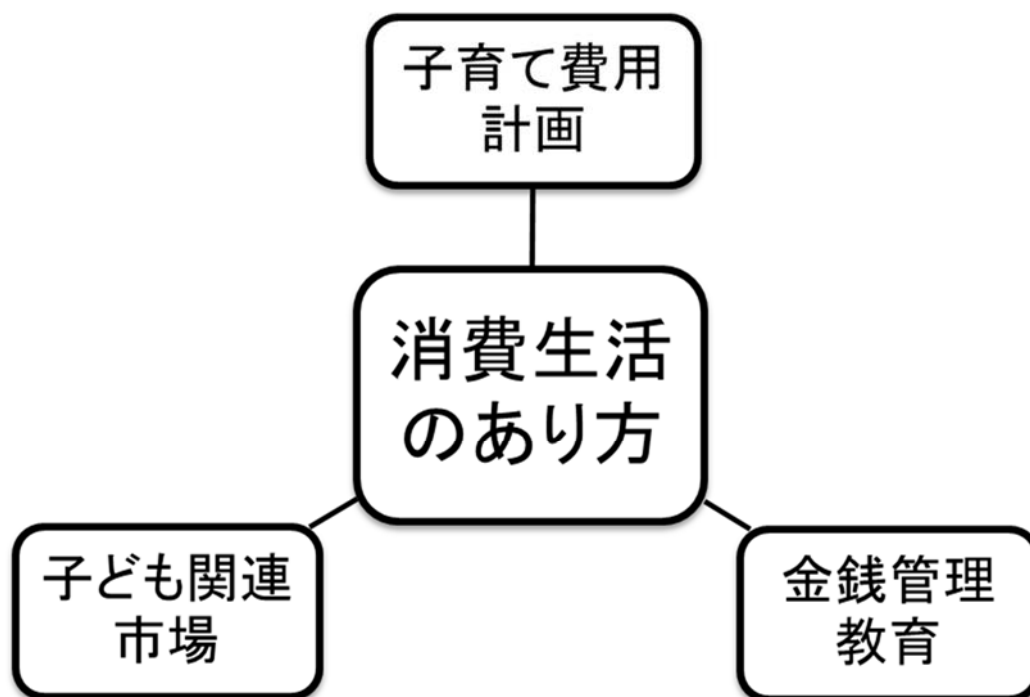 子育て費用
計画
消費生活
のあり方
子ども関連
市場
金銭管理
教育